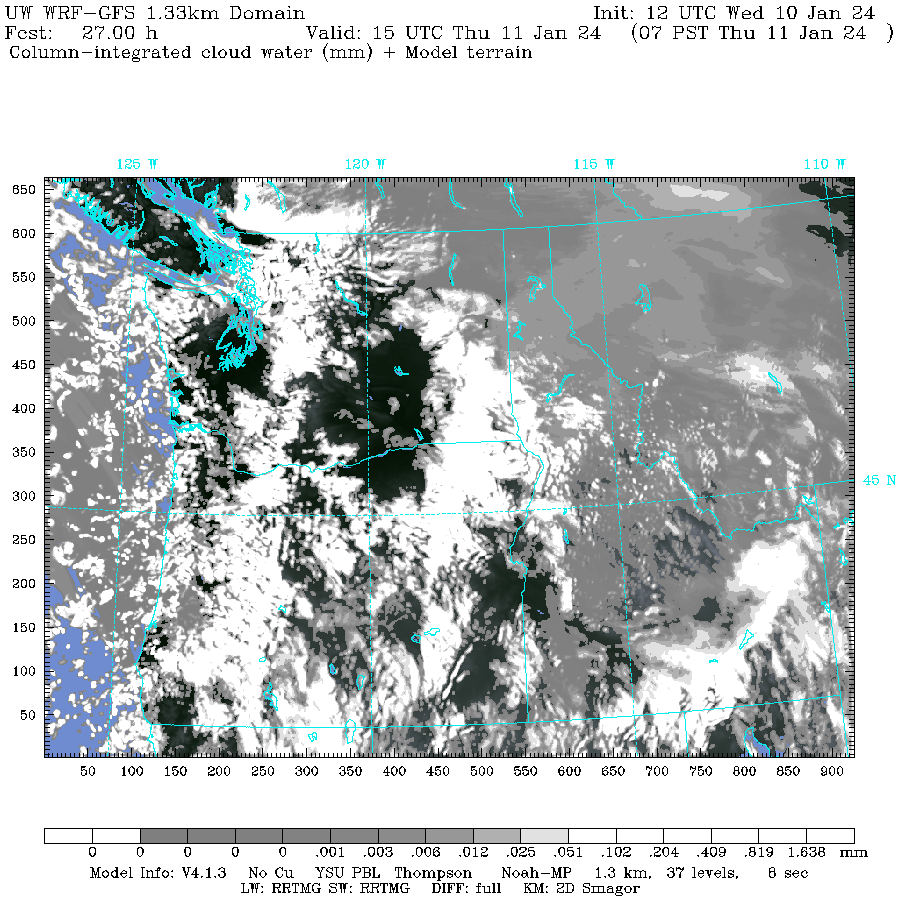 UW WRF-GFS 1.33km Domain Init: 12 UTC Wed 10 Jan 24
Fcst: 27.00 h Valid: 15 UTC Thu 11 Jan 24 (07 PST Thu 11 Jan 24 )
Column-integrated cloud water (mm) + Model terrain
125 W 120 W 115 W 110 W
650
600
550
500
450
400
350
45 N
300
250
200
150
100
50
50 100 150 200 250 300 350 400 450 500 550 600 650 700 750 800 850 900
0 0 0 0 0 .001 .003 .006 .012 .025 .051 .102 .204 .409 .819 1.638 mm
Model Info: V4.1.3 No Cu YSU PBL Thompson Noah-MP 1.3 km, 37 levels, 8 sec
LW: RRTMG SW: RRTMG DIFF: full KM: 2D Smagor